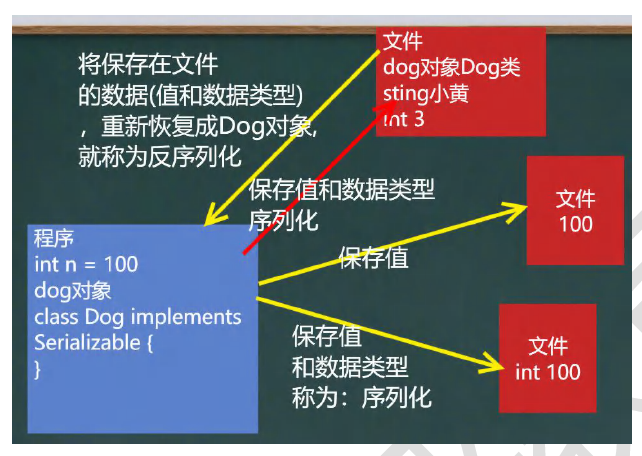 将保存在文件
的数据(值和数据类型)
，重新恢复成Dog对象,
就称为反序列化
文件
dog对象Dog类
sting小黄
int 3
保存值和数据类型
序列化
文件
100
保存值
程序
int n = 100
dog对象
class Dog implements
Serializable {
}
保存值
和数据类型
称为：序列化
文件
int 100